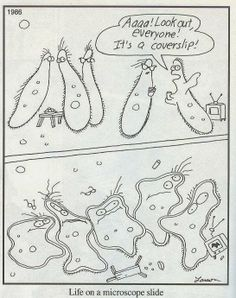 1986
Aaaa! Look out,
everyone!
It's a coverslip!
Larson
Life on a microscope slide